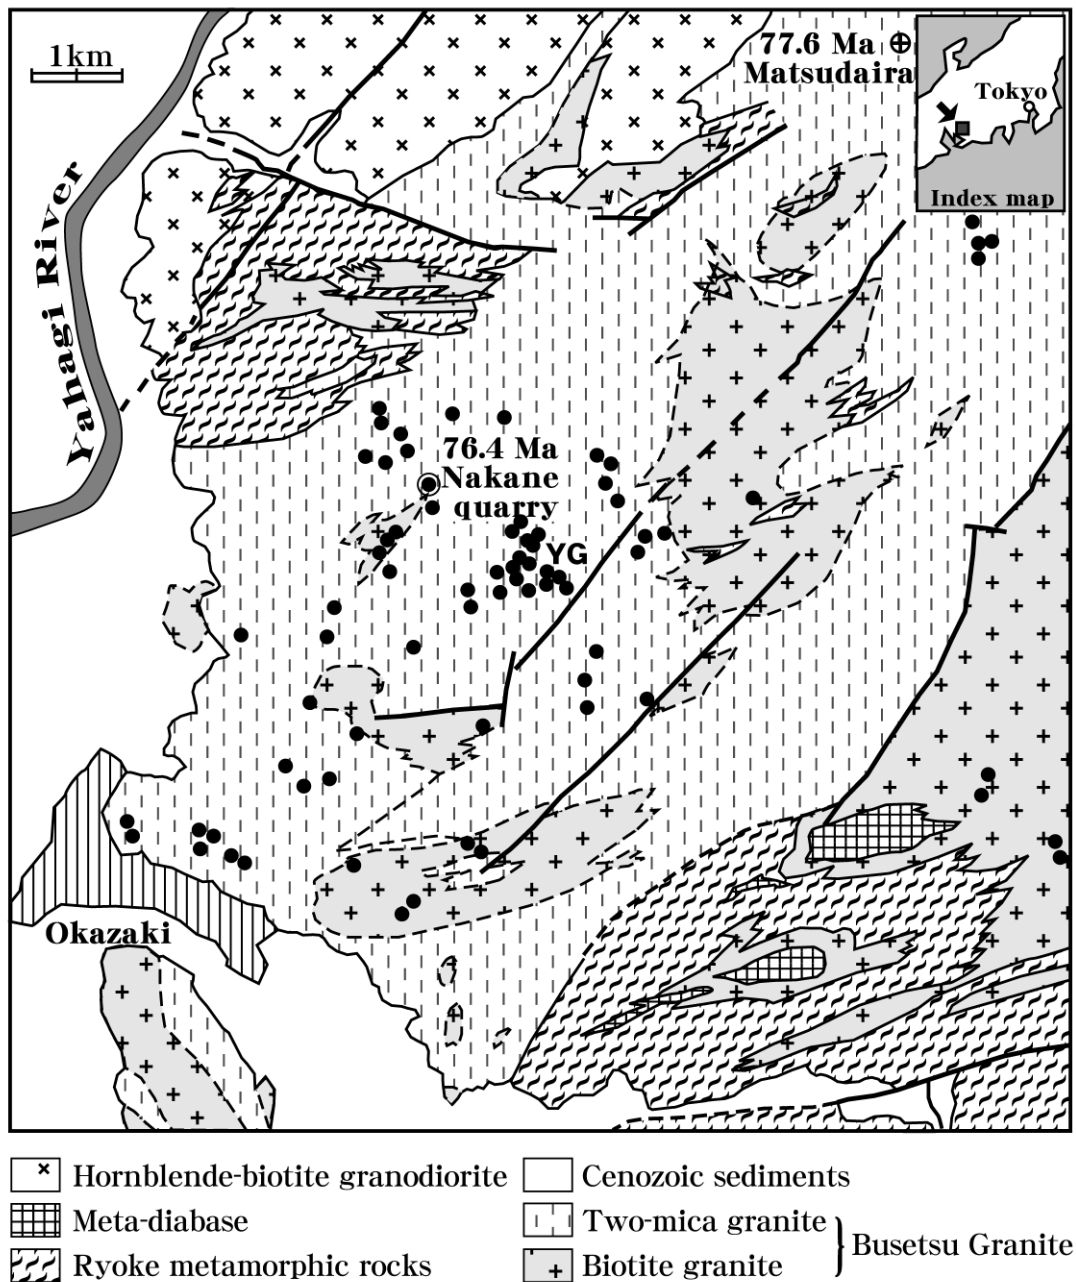 1km
77.6 Ma
Matsudaira
Tokyo
Index map
Yahagi River
76.4 Ma
Nakane
quarry
YG
Okazaki
Hornblende-biotite granodiorite
Cenozoic sediments
Meta-diabase
Two-mica granite
Busetsu Granite
Ryoke metamorphic rocks
Biotite granite